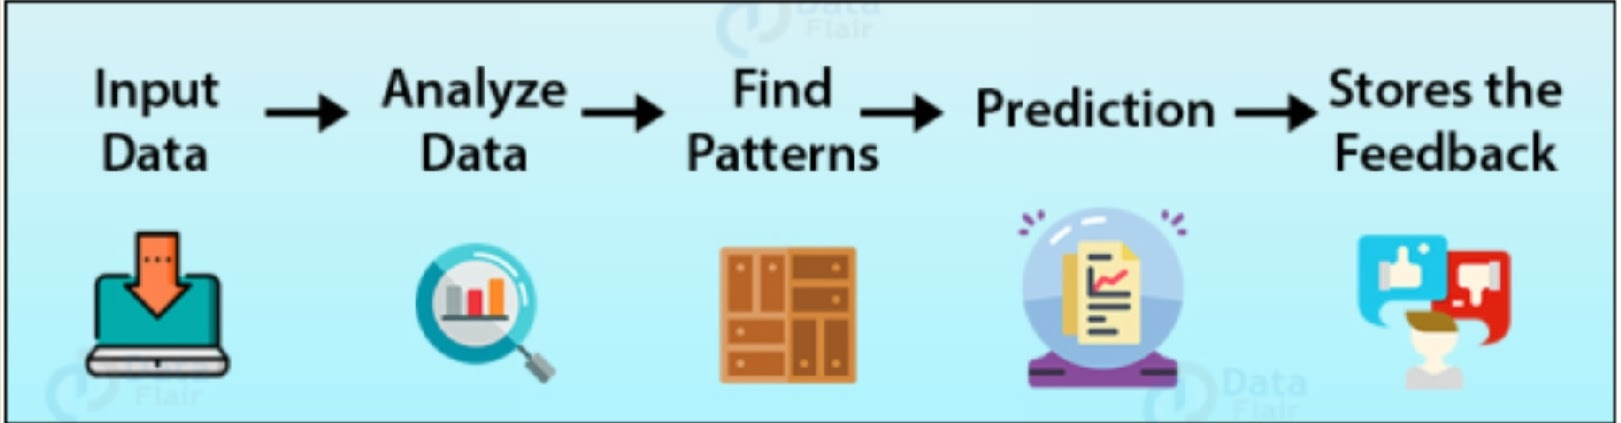 Data
Flair
Input
Data
Analyze
Data
Find
Patterns
Prediction
Stores the
Feedback
Data
Flair
Data
Flair